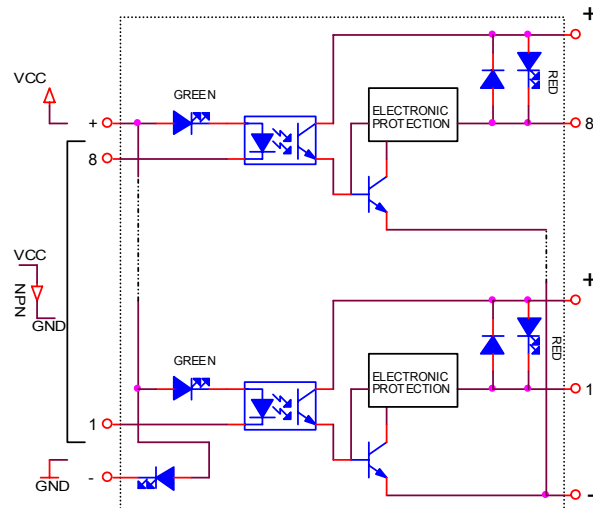 +
VCC
GREEN
RED
+
ELECTRONIC
PROTECTION
8
8
VCC
NPN
GND
+
GREEN
RED
ELECTRONIC
PROTECTION
1
1
-
GND
-